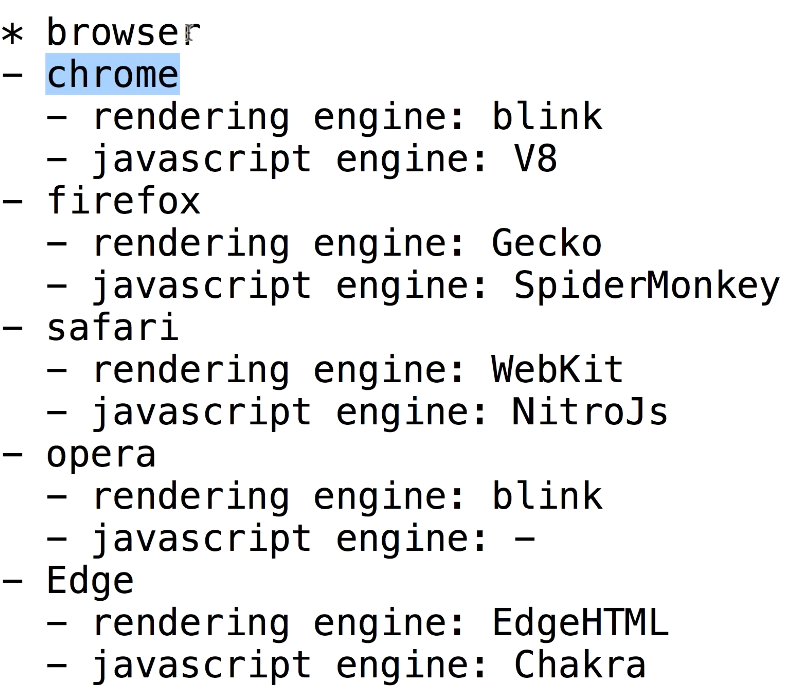 * browser
- chrome
- rendering engine: blink
- javascript engine: V8
- firefox
- rendering engine: Gecko
- javascript engine: SpiderMonkey
- safari
- rendering engine: WebKit
- javascript engine: NitroJs
- opera
- rendering engine: blink
- javascript engine: -
- Edge
- rendering engine: EdgeHTML
- javascript engine: Chakra